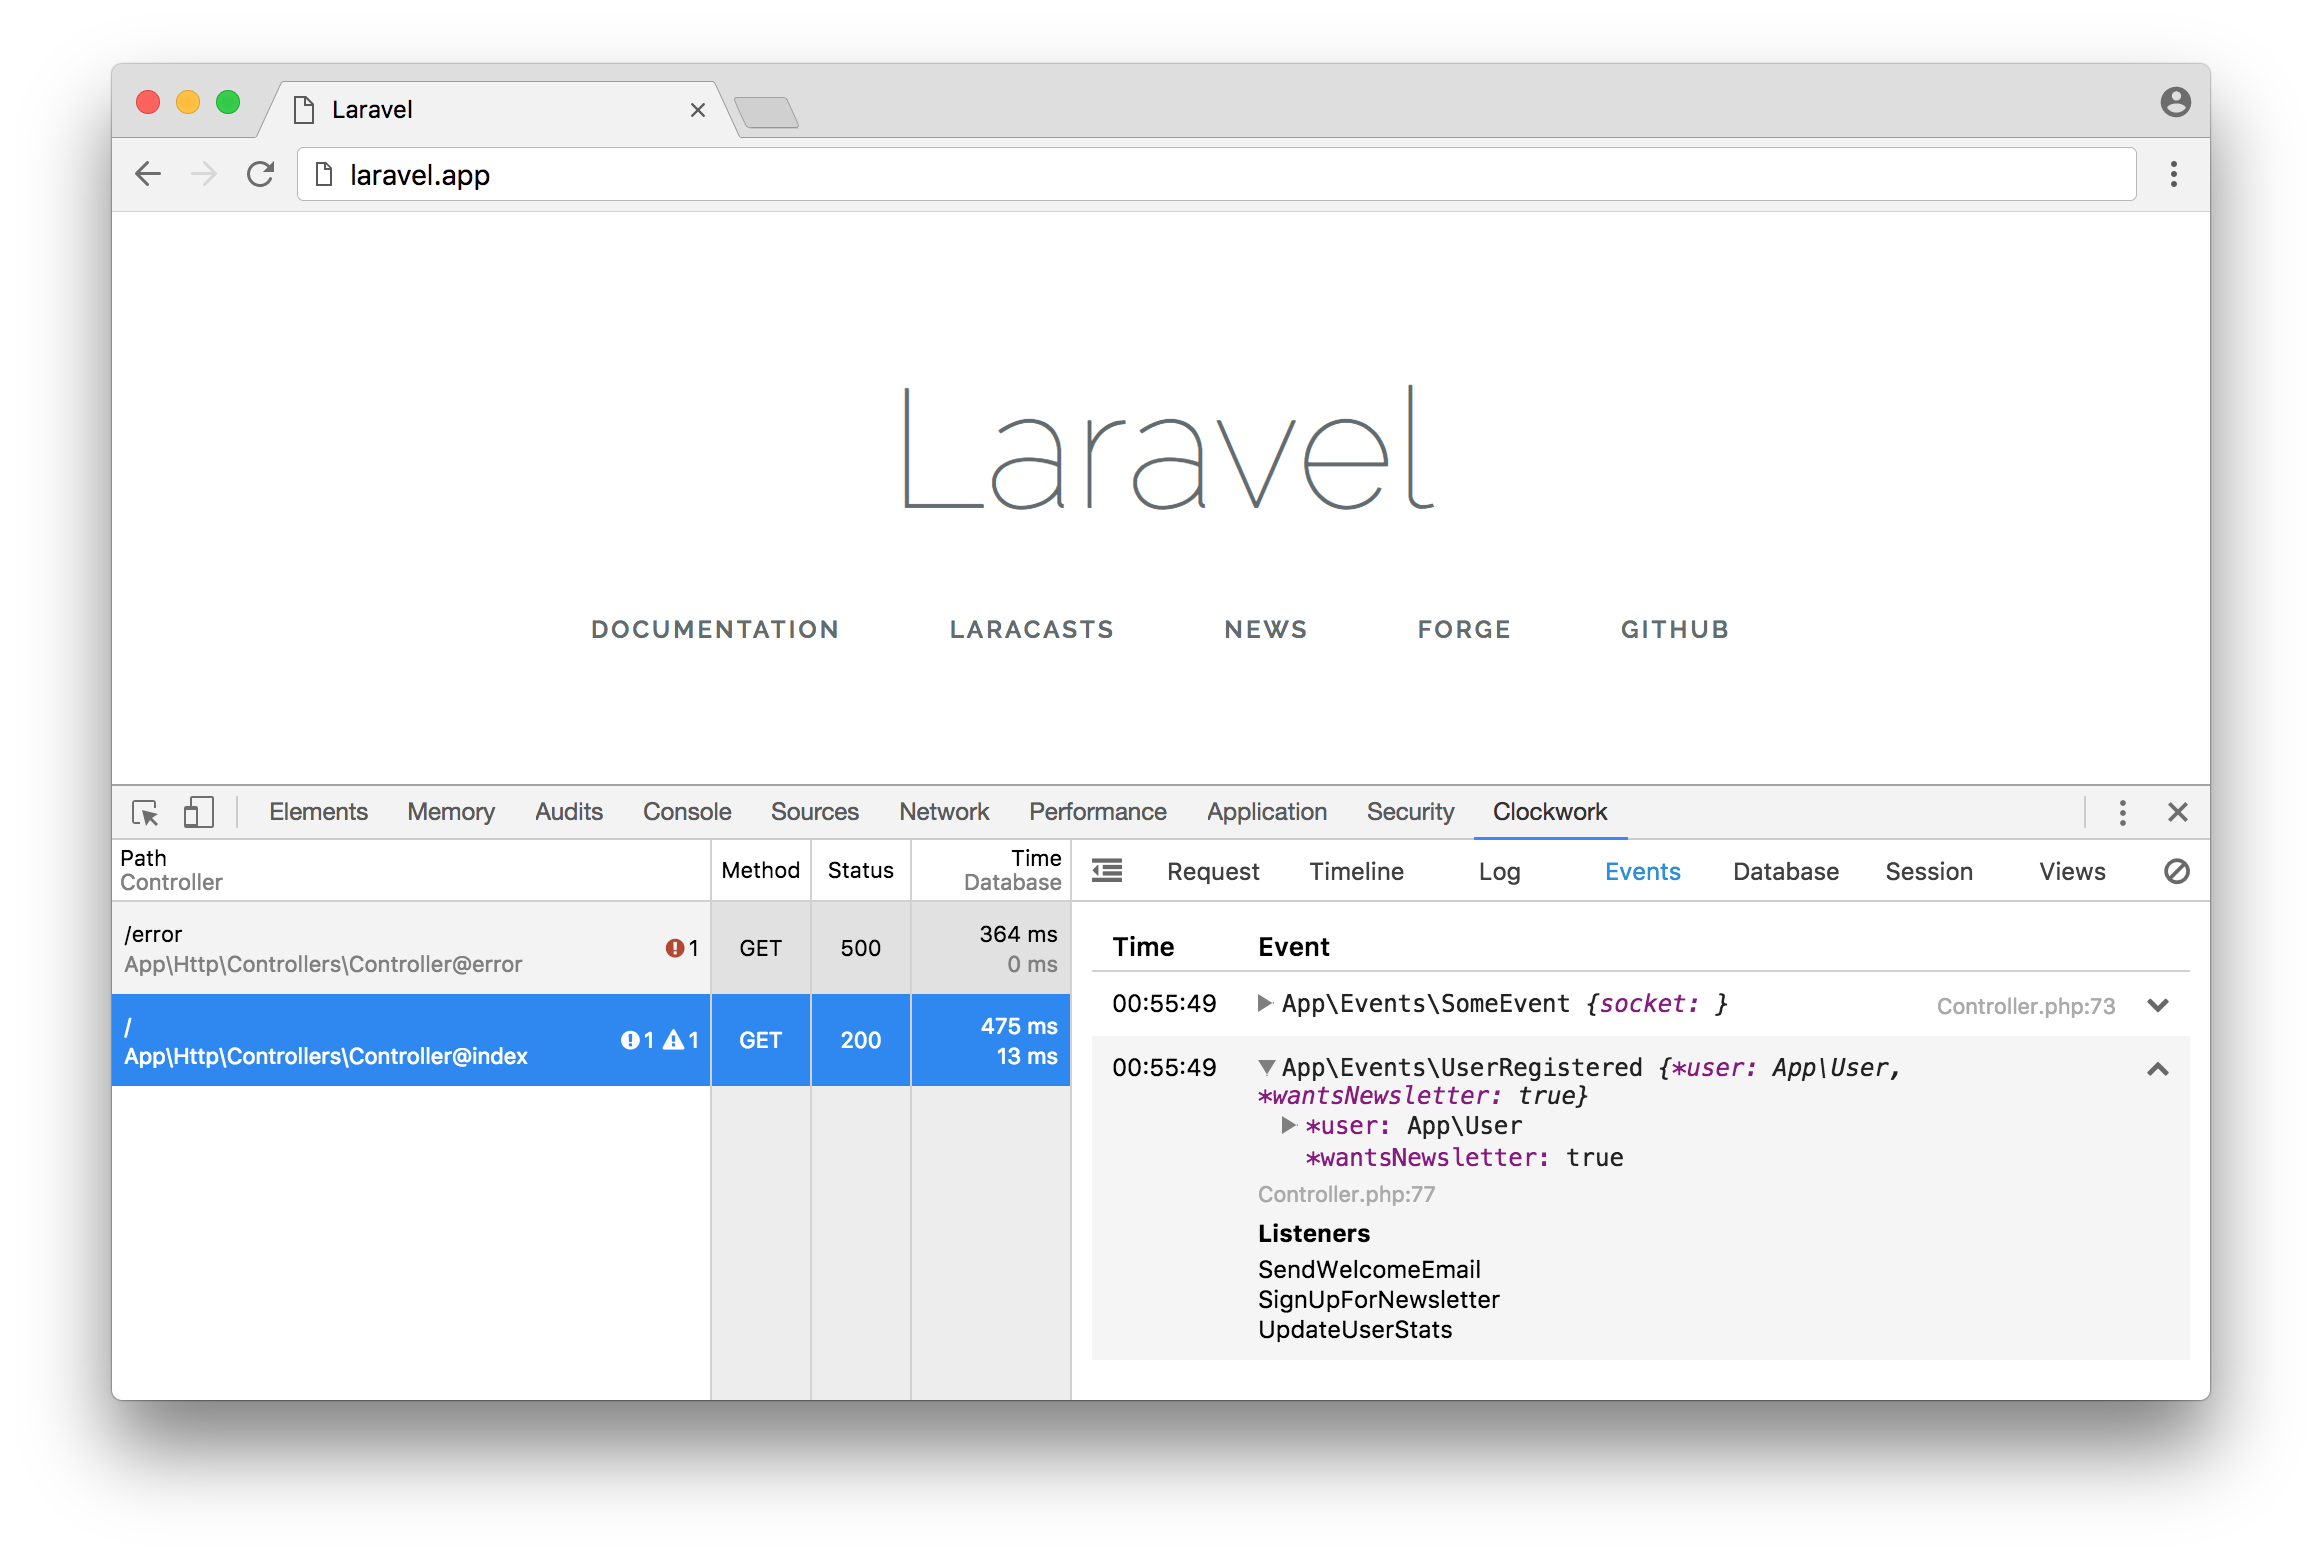 Laravel
laravel.app
Laravel
DOCUMENTATION LARACASTS NEWS FORGE GITHUB
Elements Memory Audits Console Sources Network Performance Application Security Clockwork
Path
Controller
Method
Status
Time
Database
/error
App\Http\Controllers\Controller@error
1
GET
500
364 ms
0 ms
/
App\Http\Controllers\Controller@index
1 1
GET
200
475 ms
13 ms
Request Timeline Log Events Database Session Views
Time Event
00:55:49 App\Events\SomeEvent {socket: } Controller.php:73
00:55:49 App\Events\UserRegistered {*user: App\User,
*wantsNewsletter: true}
*user: App\User
*wantsNewsletter: true
Controller.php:77
Listeners
SendWelcomeEmail
SignUpForNewsletter
UpdateUserStats